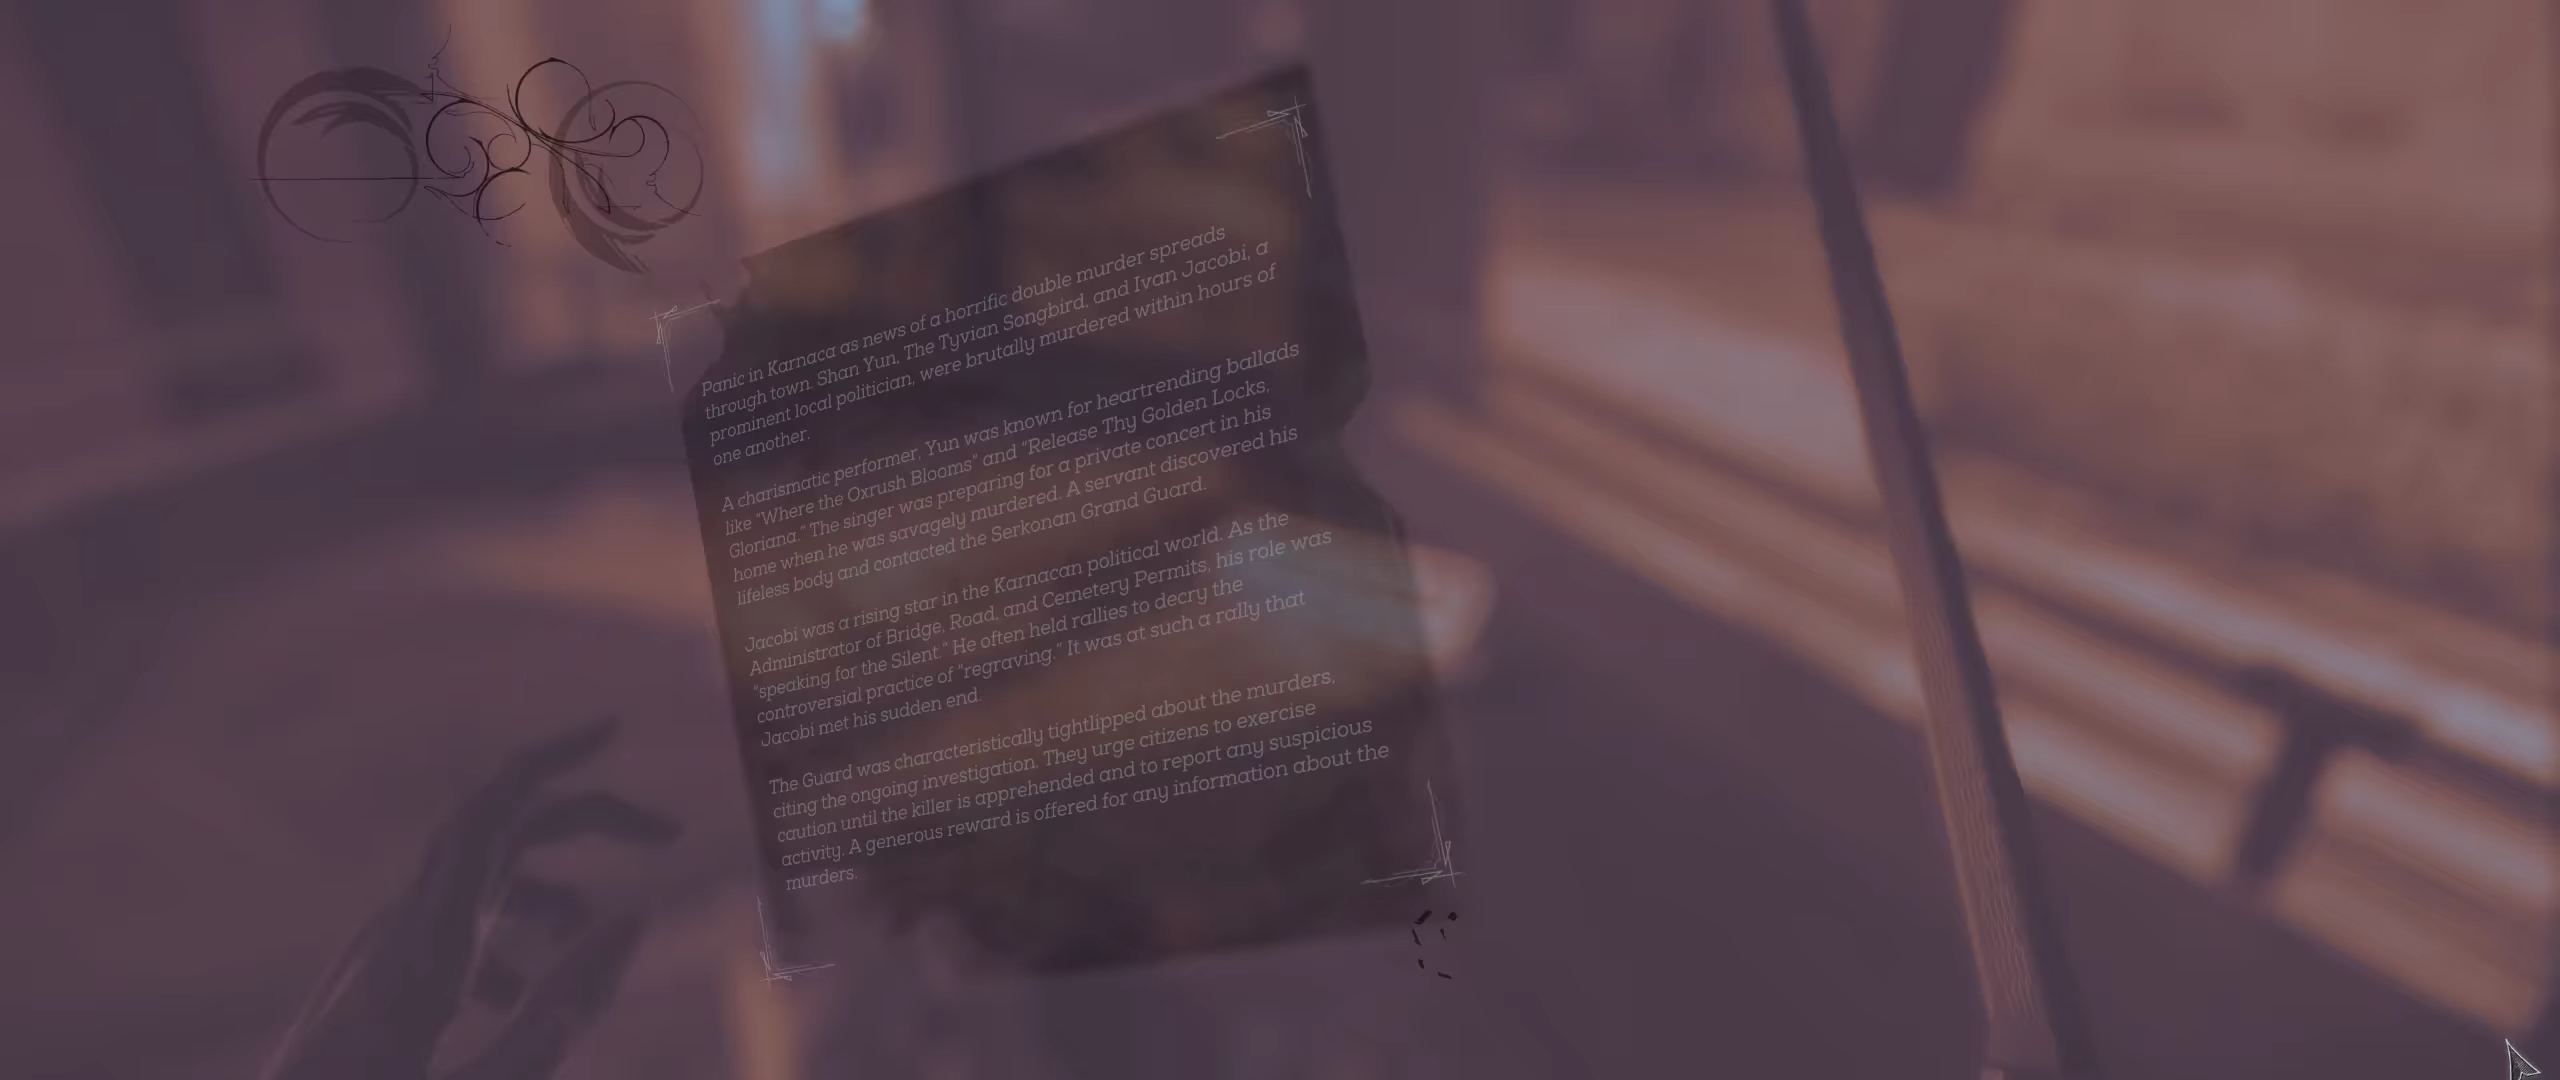 Panic in Karnaca as news of a horrific double murder spreads
through town. Shan Yun, The Tyvian Songbird, and Ivan Jacobi, a
prominent local politician, were brutally murdered within hours of
one another.
A charismatic performer, Yun was known for heartrending ballads
like "Where the Oxrush Blooms" and "Release Thy Golden Locks,
Gloriana." The singer was preparing for a private concert in his
home when he was savagely murdered. A servant discovered his
lifeless body and contacted the Serkonan Grand Guard.
Jacobi was a rising star in the Karnacan political world. As the
Administrator of Bridge, Road, and Cemetery Permits, his role was
"speaking for the Silent." He often held rallies to decry the
controversial practice of "regraving." It was at such a rally that
Jacobi met his sudden end.
The Guard was characteristically tightlipped about the murders,
citing the ongoing investigation. They urge citizens to exercise
caution until the killer is apprehended and to report any suspicious
activity. A generous reward is offered for any information about the
murders.